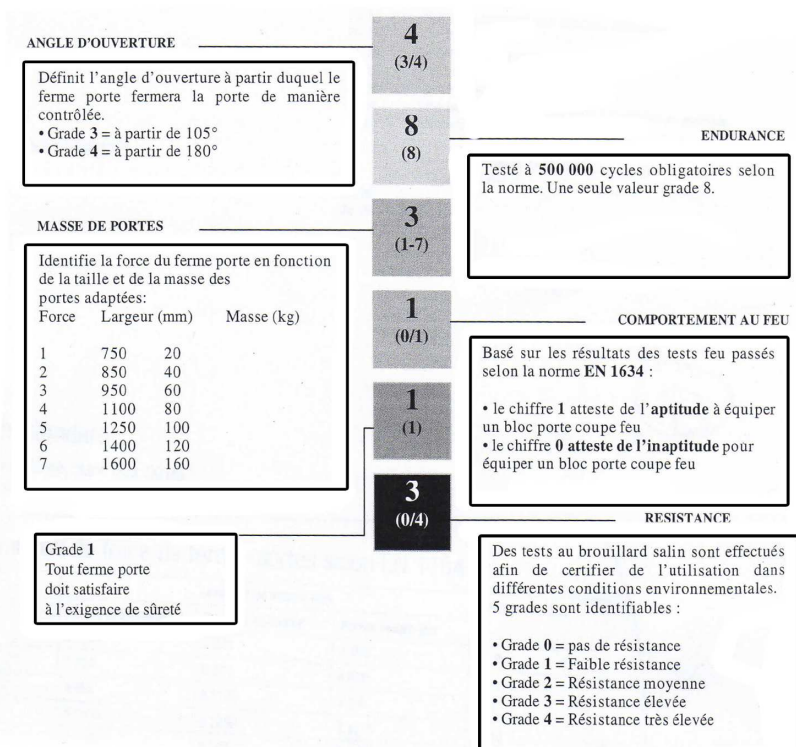 ANGLE D'OUVERTURE
4
(3/4)
Définit l'angle d'ouverture à partir duquel le
ferme porte fermera la porte de manière
contrôlée.
• Grade 3 = à partir de 105°
• Grade 4 = à partir de 180°
8
(8)
ENDURANCE
Testé à 500 000 cycles obligatoires selon
la norme. Une seule valeur grade 8.
MASSE DE PORTES
3
(1-7)
Identifie la force du ferme porte en fonction
de la taille et de la masse des
portes adaptées:
Force Largeur (mm) Masse (kg)
1 750 20
2 850 40
3 950 60
4 1100 80
5 1250 100
6 1400 120
7 1600 160
1
(0/1)
COMPORTEMENT AU FEU
Basé sur les résultats des tests feu passés
selon la norme EN 1634 :
• le chiffre 1 atteste de l'aptitude à équiper
un bloc porte coupe feu
• le chiffre 0 atteste de l'inaptitude pour
équiper un bloc porte coupe feu
1
(1)
Grade 1
Tout ferme porte
doit satisfaire
à l'exigence de sûreté
3
(0/4)
RESISTANCE
Des tests au brouillard salin sont effectués
afin de certifier de l'utilisation dans
différentes conditions environnementales.
5 grades sont identifiables :
• Grade 0 = pas de résistance
• Grade 1 = Faible résistance
• Grade 2 = Résistance moyenne
• Grade 3 = Résistance élevée
• Grade 4 = Résistance très élevée